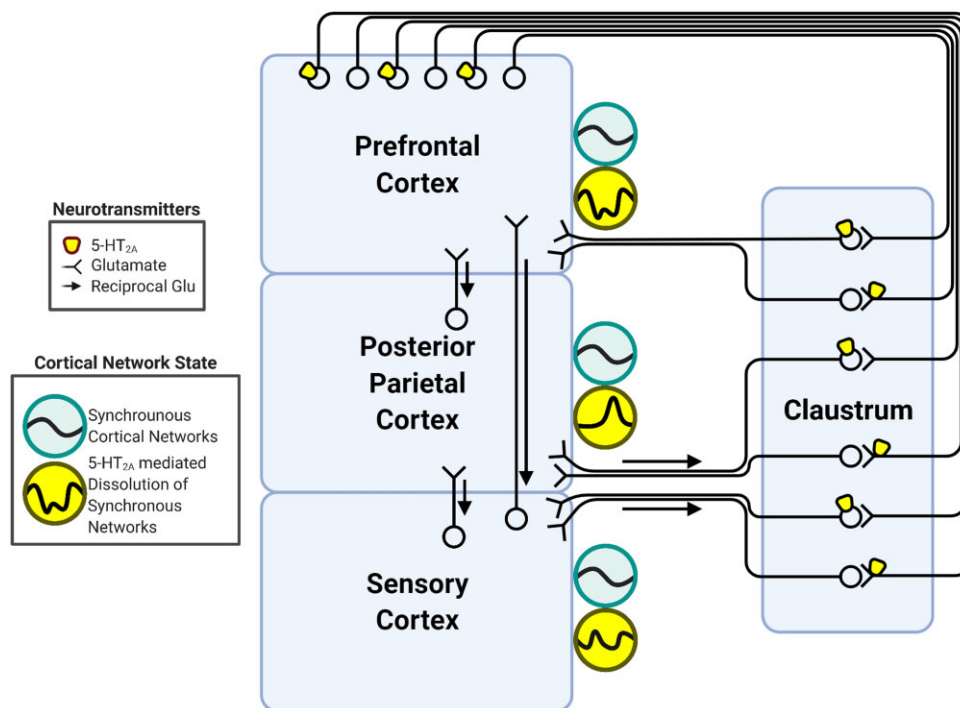 Prefrontal
Cortex
Neurotransmitters
5-HT2A
Glutamate
Reciprocal Glu
Posterior
Parietal
Cortex
Claustrum
Cortical Network State
Synchrounous
Cortical Networks
5-HT2A mediated
Dissolution of
Synchronous
Networks
Sensory
Cortex